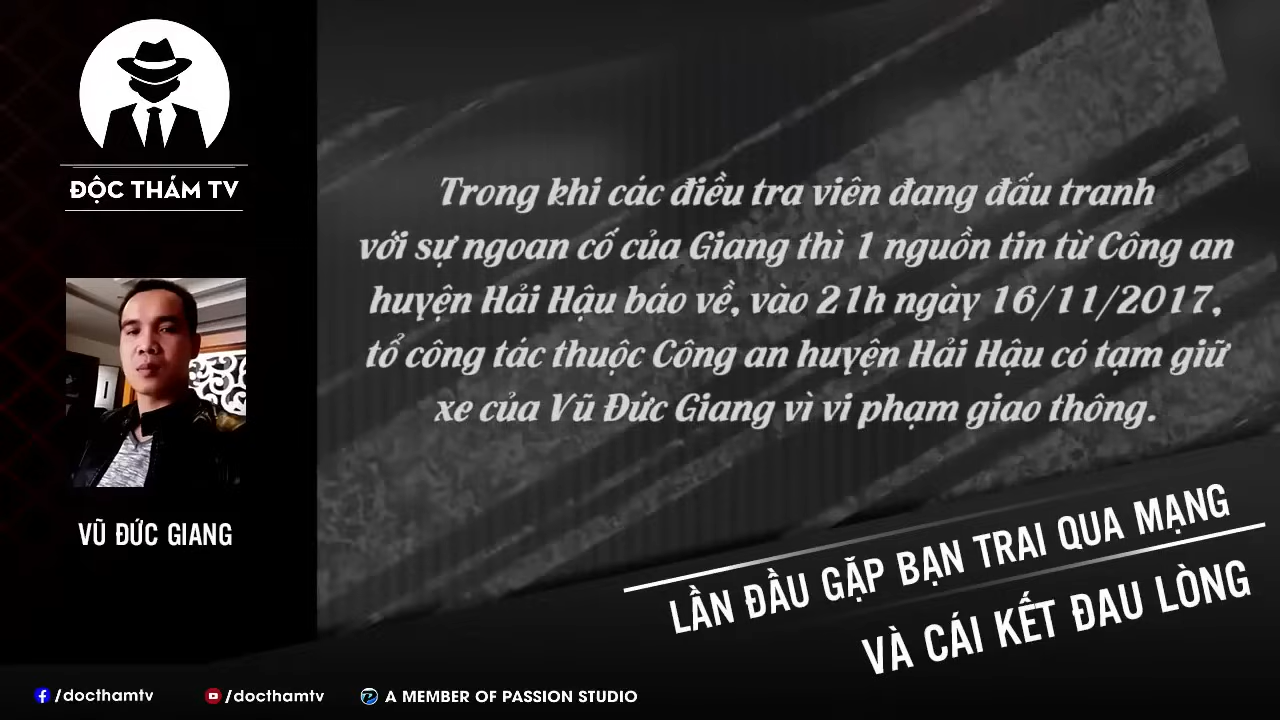 ĐỘC THÁM TV
VŨ ĐỨC GIANG
Trong khi các điều tra viên đang đấu tranh
với sự ngoan cố của Giang thì 1 nguồn tin từ Công an
huyện Hải Hậu báo về, vào 21h ngày 16/11/2017,
tổ công tác thuộc Công an huyện Hải Hậu có tạm giữ
xe của Vũ Đức Giang vì vi phạm giao thông.
LẦN ĐẦU GẶP BẠN TRAI QUA MẠNG
VÀ CÁI KẾT ĐAU LÒNG
/docthamtv
/docthamtv
A MEMBER OF PASSION STUDIO